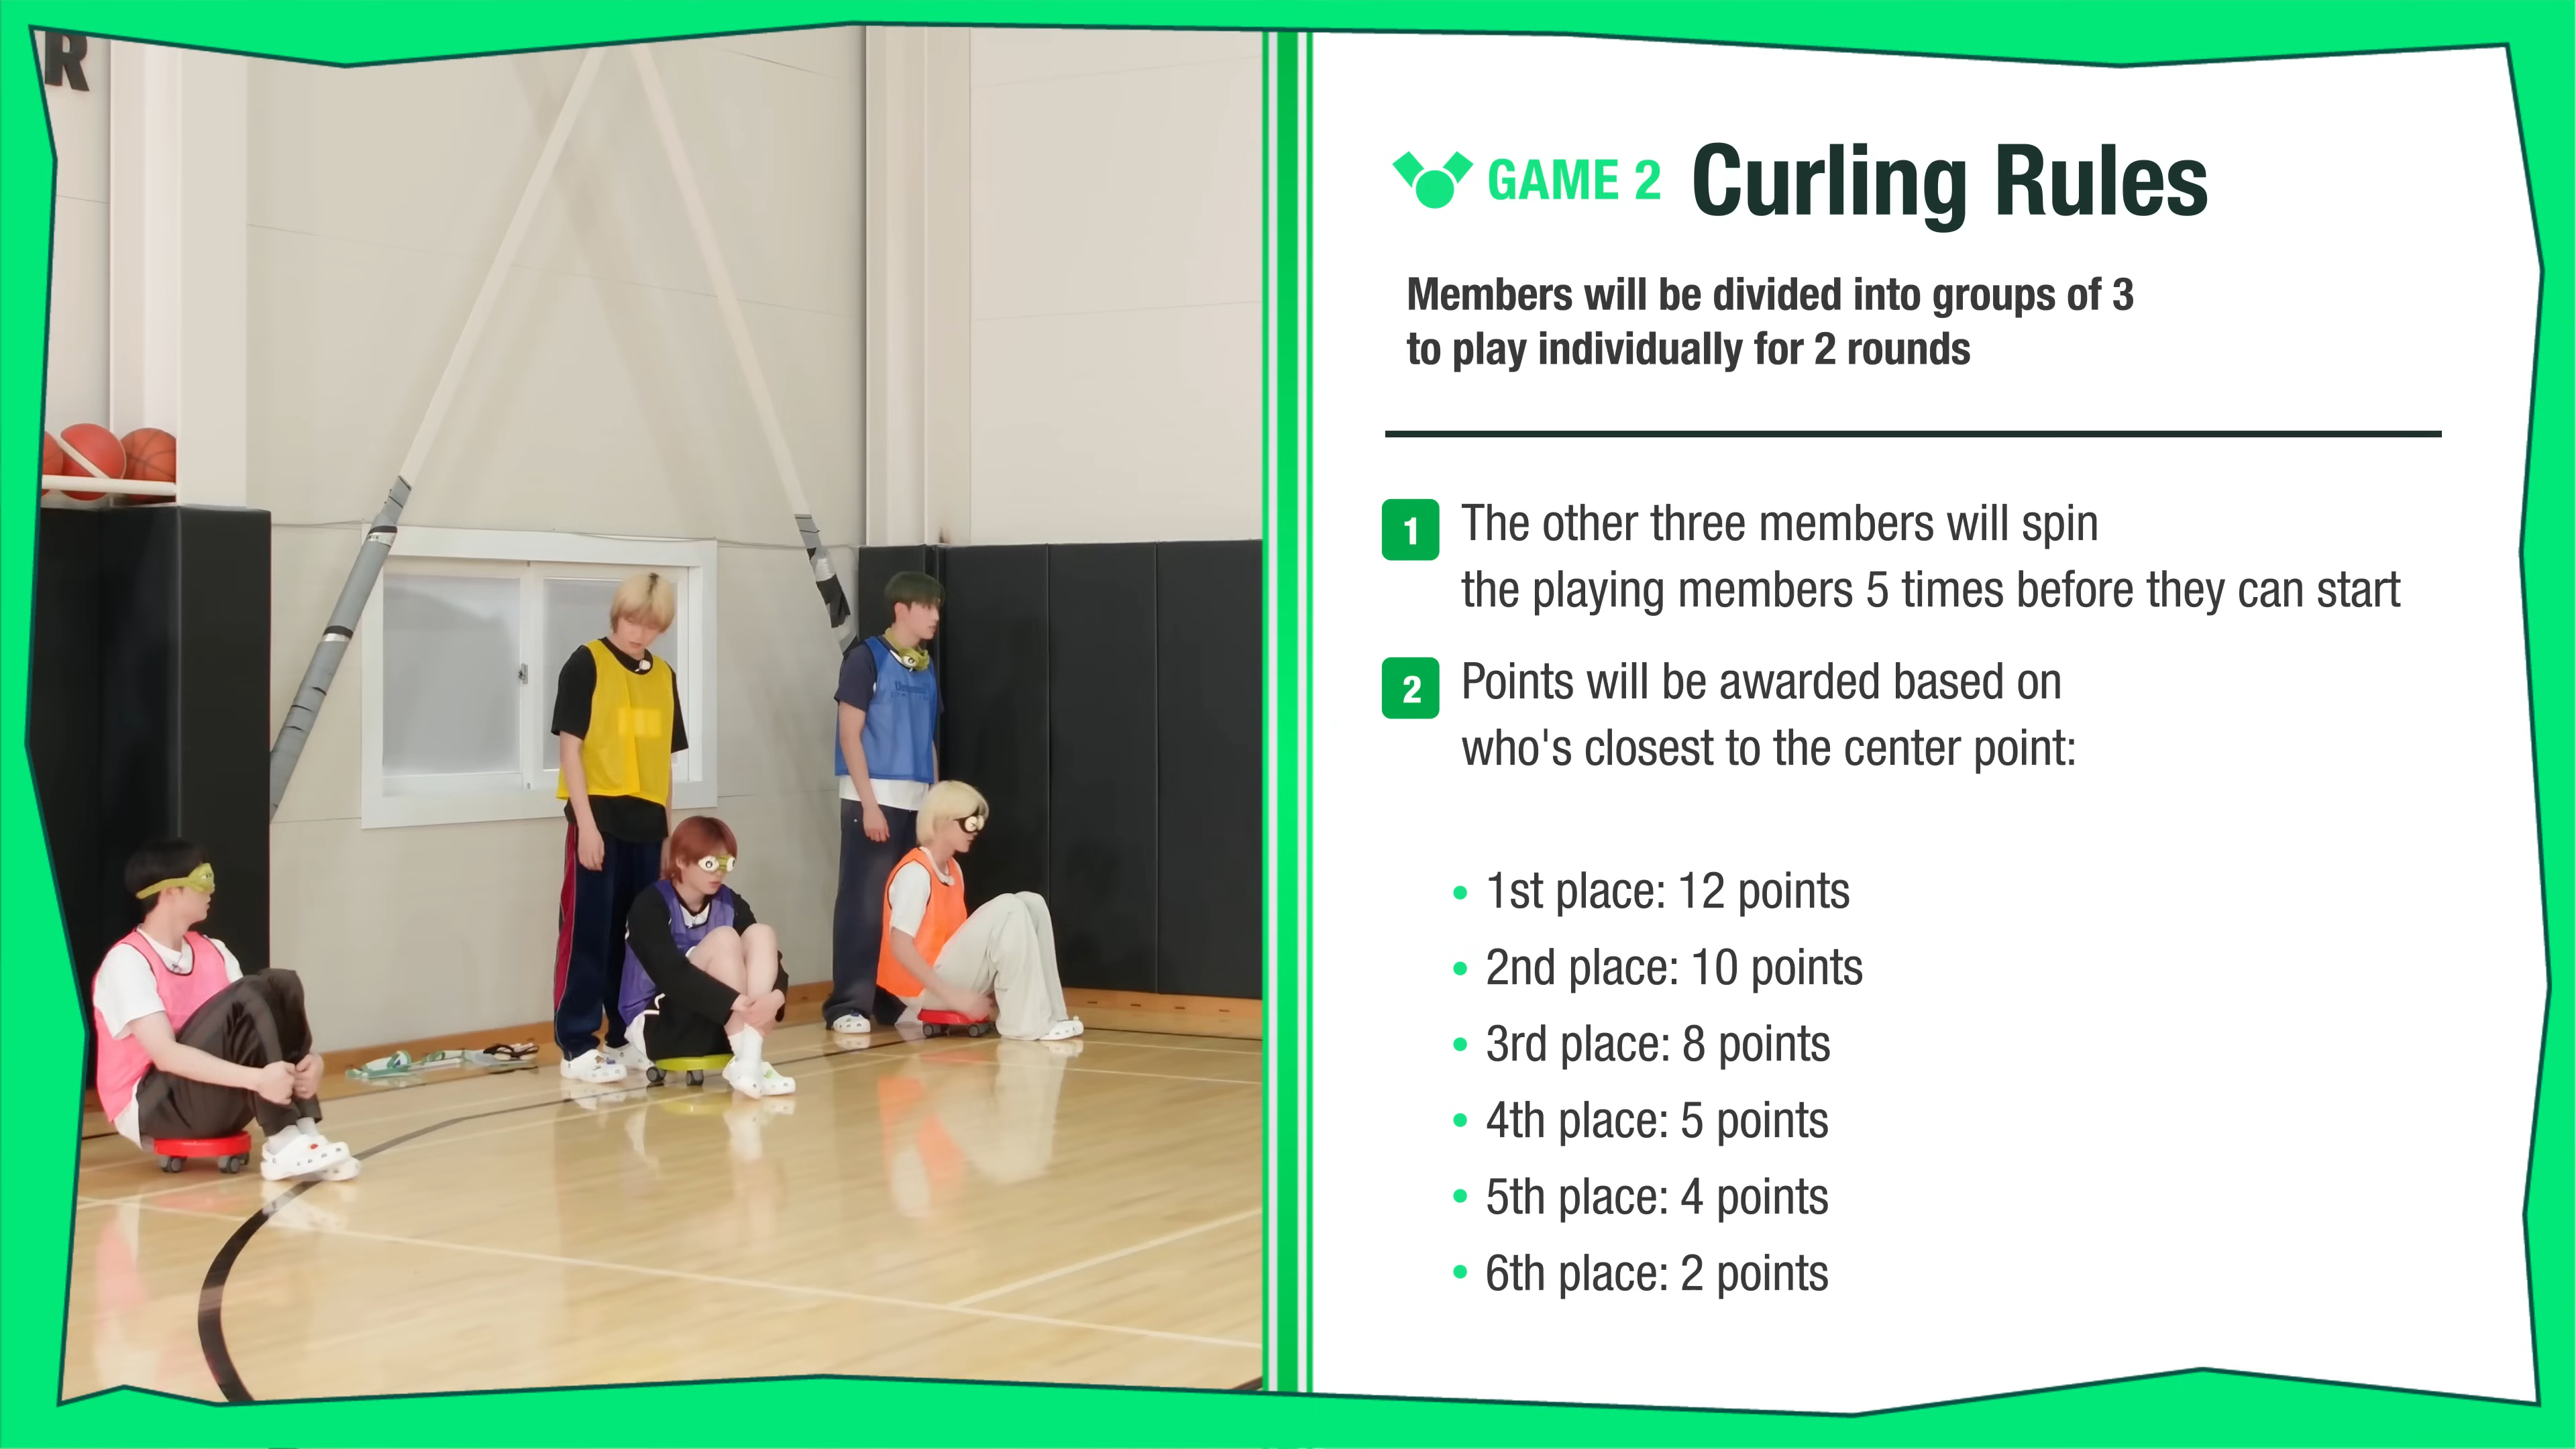 R
GAME 2 Curling Rules
Members will be divided into groups of 3
to play individually for 2 rounds
1 The other three members will spin
the playing members 5 times before they can start
2 Points will be awarded based on
who's closest to the center point:
• 1st place: 12 points
• 2nd place: 10 points
• 3rd place: 8 points
• 4th place: 5 points
• 5th place: 4 points
• 6th place: 2 points